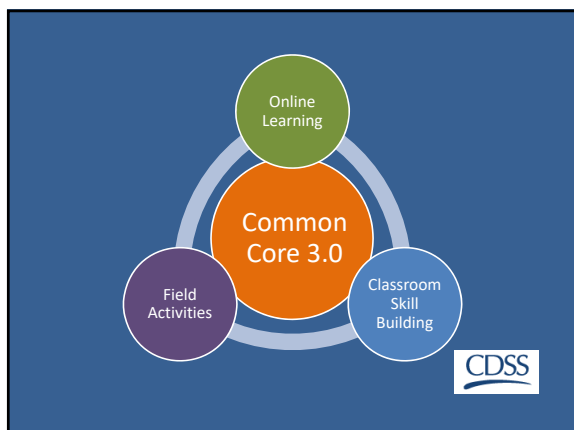 Online
Learning
Common
Core 3.0
Field
Activities
Classroom
Skill
Building
CDSS